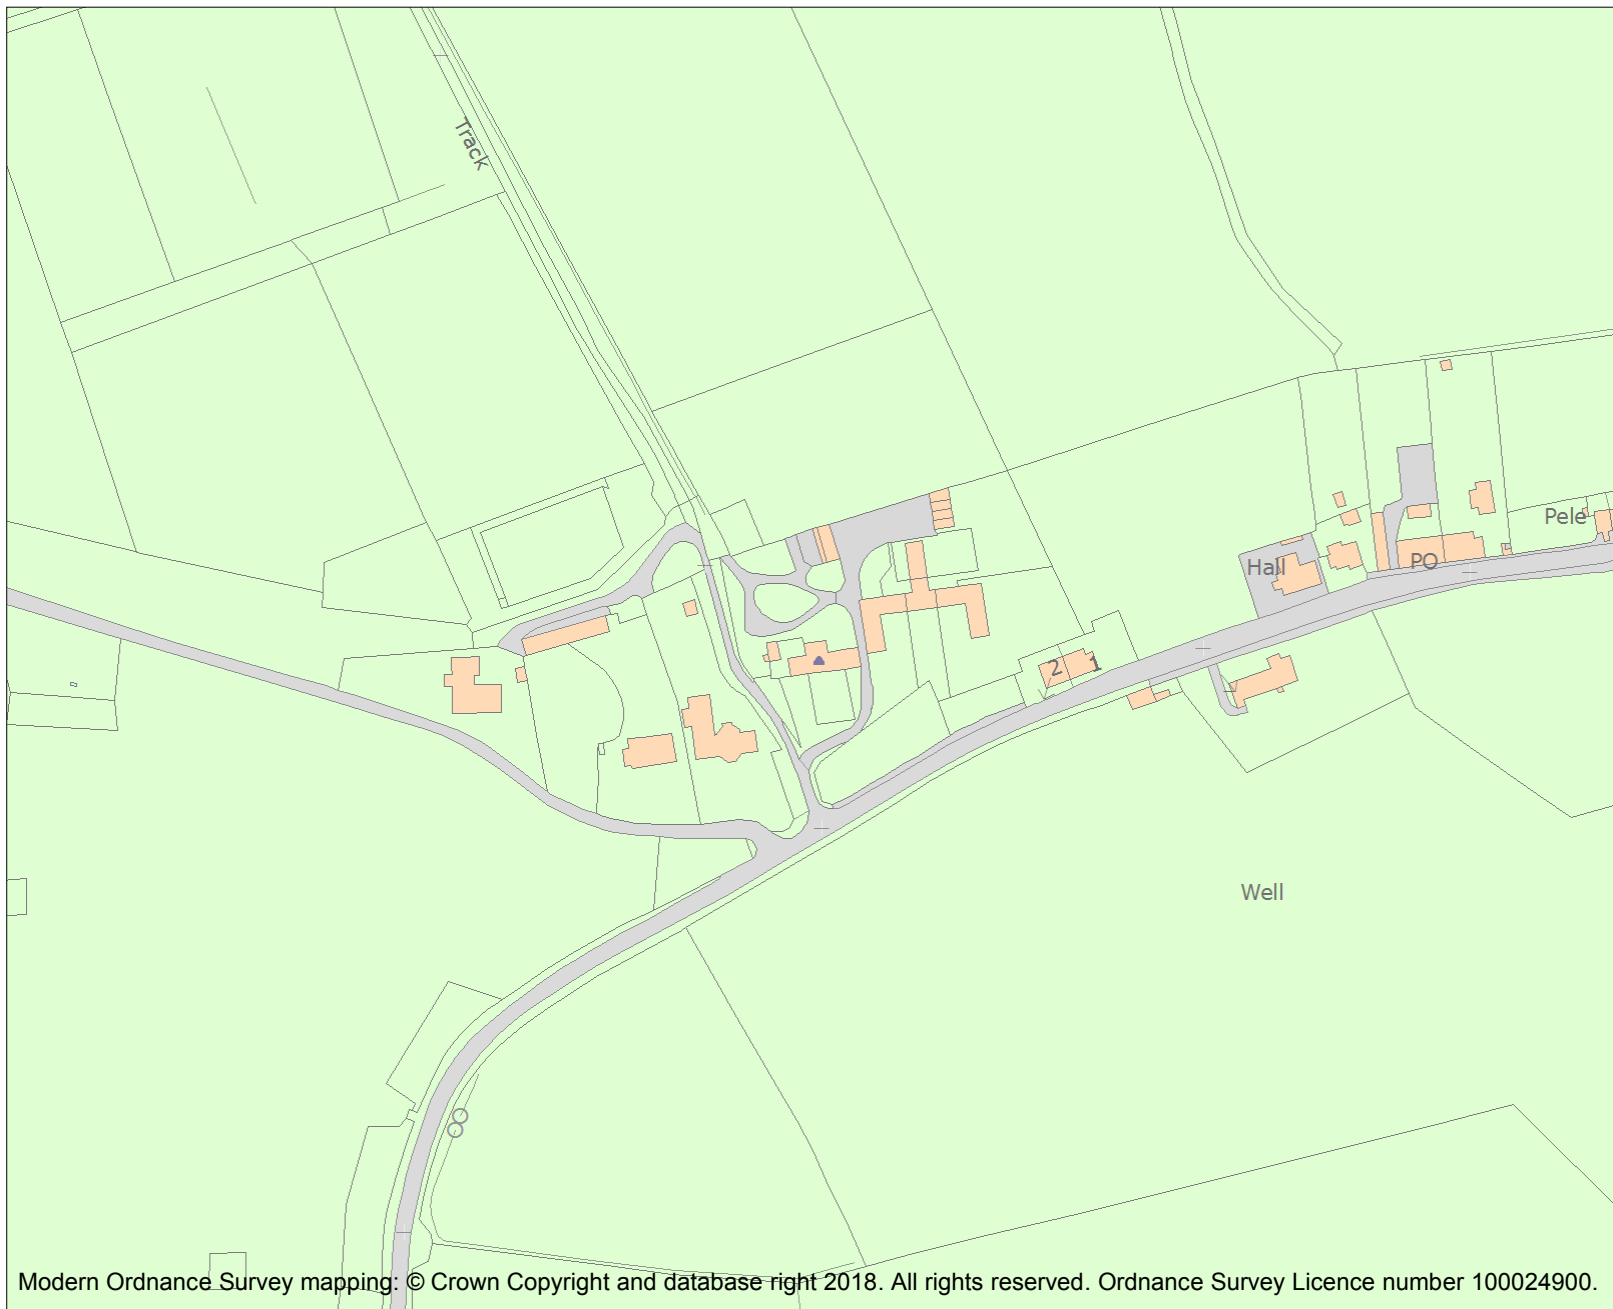 Track
Pele
PO
Hall
2
1
Well
Modern Ordnance Survey mapping: © Crown Copyright and database right 2018. All rights reserved. Ordnance Survey Licence number 100024900.